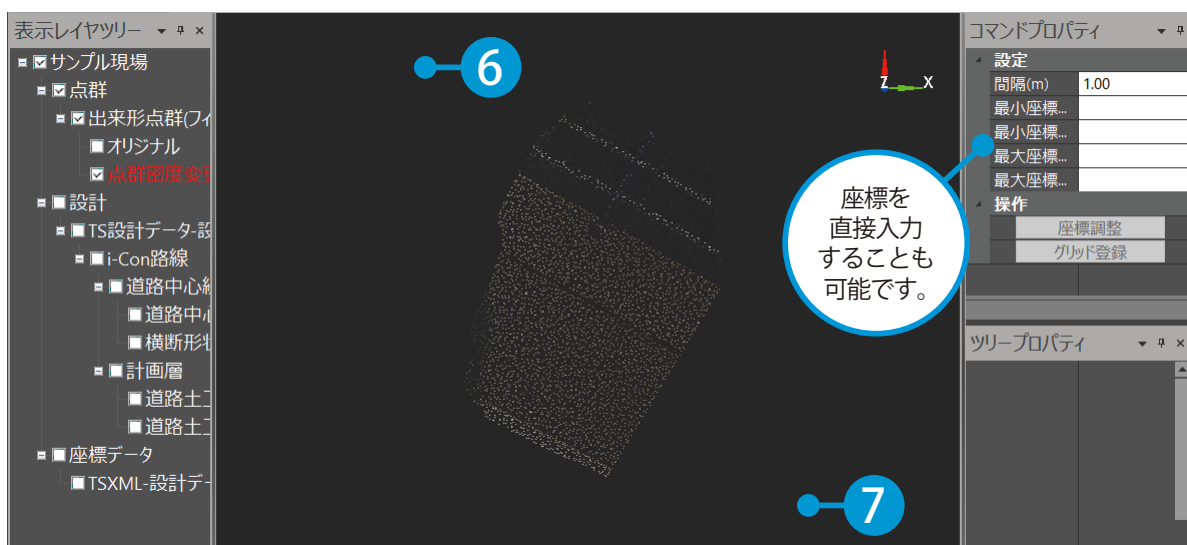 表示レイヤツリー
サンプル現場
点群
出来形点群(フィ
オリジナル
点群密度変更
設計
TS設計データ-設
i-Con路線
道路中心線
道路中心
横断形状
計画層
道路土工
道路土工
座標データ
TSXML-設計デー
6
Z
X
7
座標を
直接入力
することも
可能です。
コマンドプロパティ
設定
間隔(m) 1.00
最小座標...
最小座標...
最大座標...
最大座標...
操作
座標調整
グリッド登録
ツリープロパティ